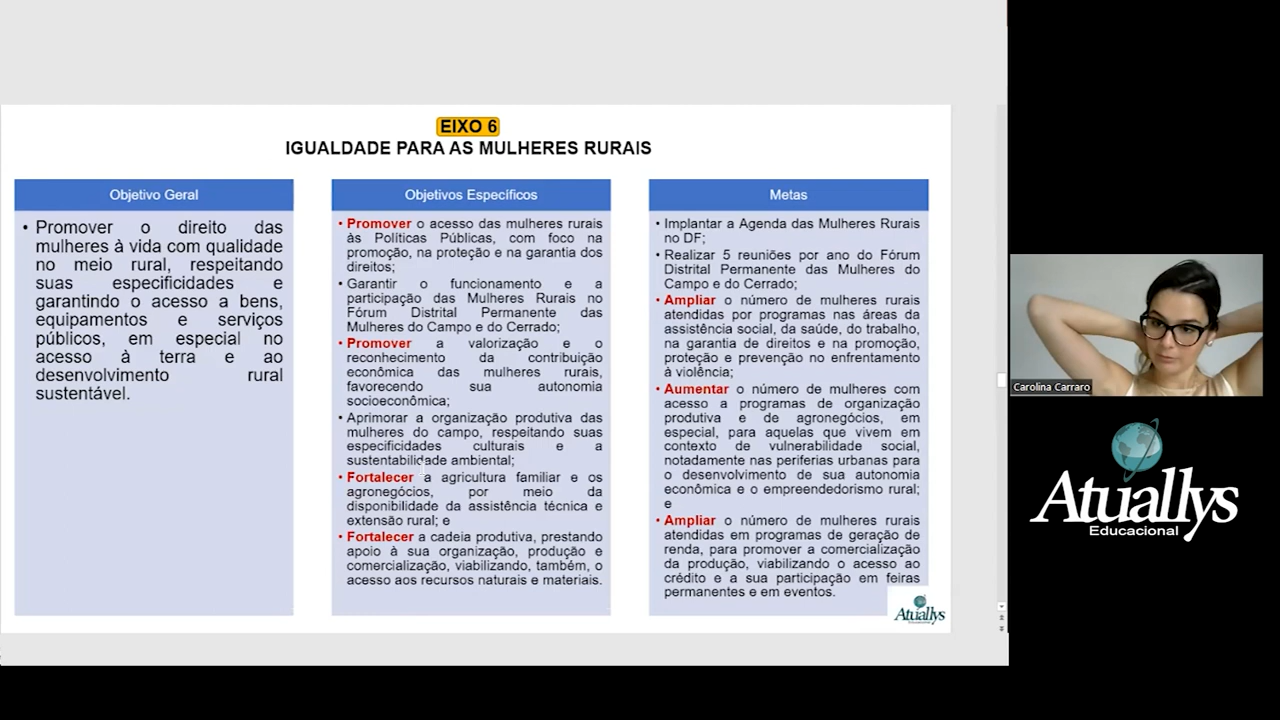 EIXO 6
IGUALDADE PARA AS MULHERES RURAIS
Objetivo Geral
• Promover o direito das
mulheres à vida com qualidade
no meio rural, respeitando
suas especificidades e
garantindo o acesso a bens,
equipamentos e serviços
públicos, em especial no
acesso à terra e ao
desenvolvimento rural
sustentável.
Objetivos Específicos
• Promover o acesso das mulheres rurais
às Políticas Públicas, com foco na
promoção, na proteção e na garantia dos
direitos;
• Garantir o funcionamento e a
participação das Mulheres Rurais no
Fórum Distrital Permanente das
Mulheres do Campo e do Cerrado;
• Promover a valorização e o
reconhecimento da contribuição
econômica das mulheres rurais,
favorecendo sua autonomia
socioeconômica;
• Aprimorar a organização produtiva das
mulheres do campo, respeitando suas
especificidades culturais e a
sustentabilidade ambiental;
• Fortalecer a agricultura familiar e os
agronegócios, por meio da
disponibilidade da assistência técnica e
extensão rural; e
• Fortalecer a cadeia produtiva, prestando
apoio à sua organização, produção e
comercialização, viabilizando, também, o
acesso aos recursos naturais e materiais.
Metas
• Implantar a Agenda das Mulheres Rurais
no DF;
• Realizar 5 reuniões por ano do Fórum
Distrital Permanente das Mulheres do
Campo e do Cerrado;
• Ampliar o número de mulheres rurais
atendidas por programas nas áreas da
assistência social, da saúde, do trabalho,
na garantia de direitos e na promoção,
proteção e prevenção no enfrentamento
à violência;
• Aumentar o número de mulheres com
acesso a programas de organização
produtiva e de agronegócios, em
especial, para aquelas que vivem em
contexto de vulnerabilidade social,
notadamente nas periferias urbanas para
o desenvolvimento de sua autonomia
econômica e o empreendedorismo rural;
e
• Ampliar o número de mulheres rurais
atendidas em programas de geração de
renda, para promover a comercialização
da produção, viabilizando o acesso ao
crédito e a sua participação em feiras
permanentes e em eventos.
Atuallys
Educacional
Carolina Carraro
Atuallys
Educacional